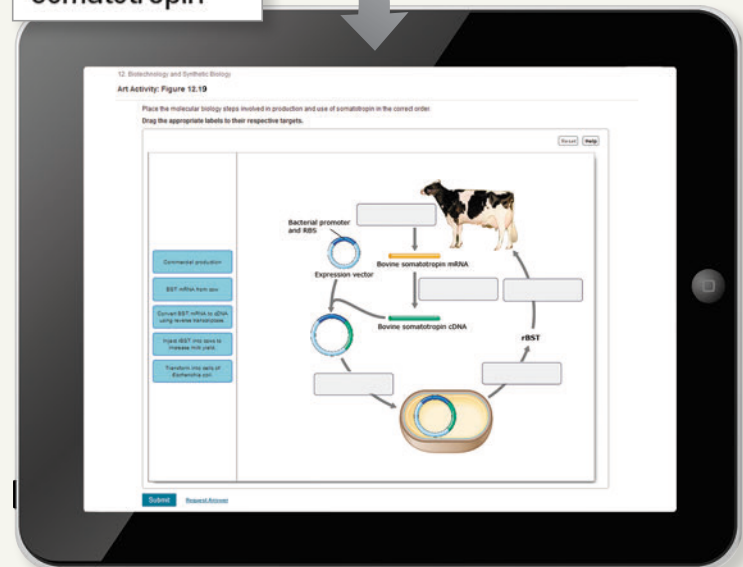 somatotropin
12. Biotechnology and Synthetic Biology
Art Activity: Figure 12.19
Place the molecular biology steps involved in production and use of somatotropin in the correct order.
Drag the appropriate labels to their respective targets.
Reset Help
Commercial production
BST mRNA from cow
Convert BST mRNA to cDNA
using reverse transcriptase
Inject rBST into cows to
increase milk yield.
Transform into cells of
Escherichia coli
Bacterial promoter
and RBS
Expression vector
Bovine somatotropin mRNA
Bovine somatotropin cDNA
rBST
Submit Request Answer